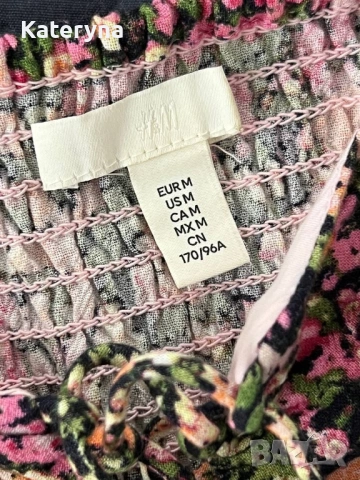 Kateryna
H&M
EUR M
US M
CA M
MX M
CN
170/96A
BAZAR